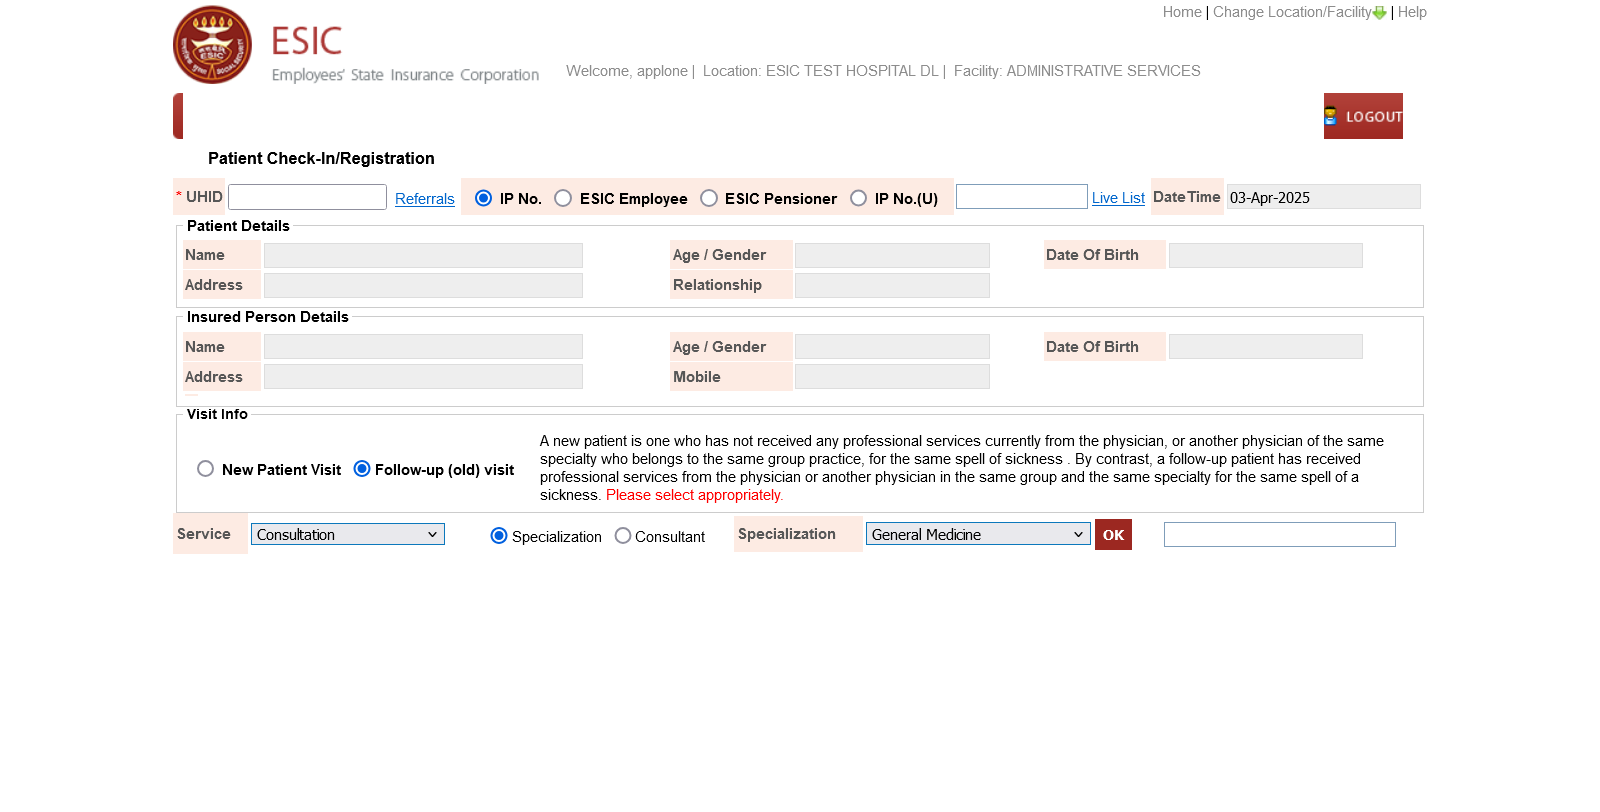 Home | Change Location/Facility | Help
ESIC
Employees' State Insurance Corporation
Welcome, applone | Location: ESIC TEST HOSPITAL DL | Facility: ADMINISTRATIVE SERVICES
LOGOUT
Patient Check-In/Registration
* UHID Referrals IP No. ESIC Employee ESIC Pensioner IP No.(U) Live List DateTime 03-Apr-2025
Patient Details
Name Age / Gender Date Of Birth
Address Relationship
Insured Person Details
Name Age / Gender Date Of Birth
Address Mobile
Visit Info
New Patient Visit Follow-up (old) visit
A new patient is one who has not received any professional services currently from the physician, or another physician of the same
specialty who belongs to the same group practice, for the same spell of sickness . By contrast, a follow-up patient has received
professional services from the physician or another physician in the same group and the same specialty for the same spell of a
sickness. Please select appropriately.
Service Consultation Specialization Consultant Specialization General Medicine OK